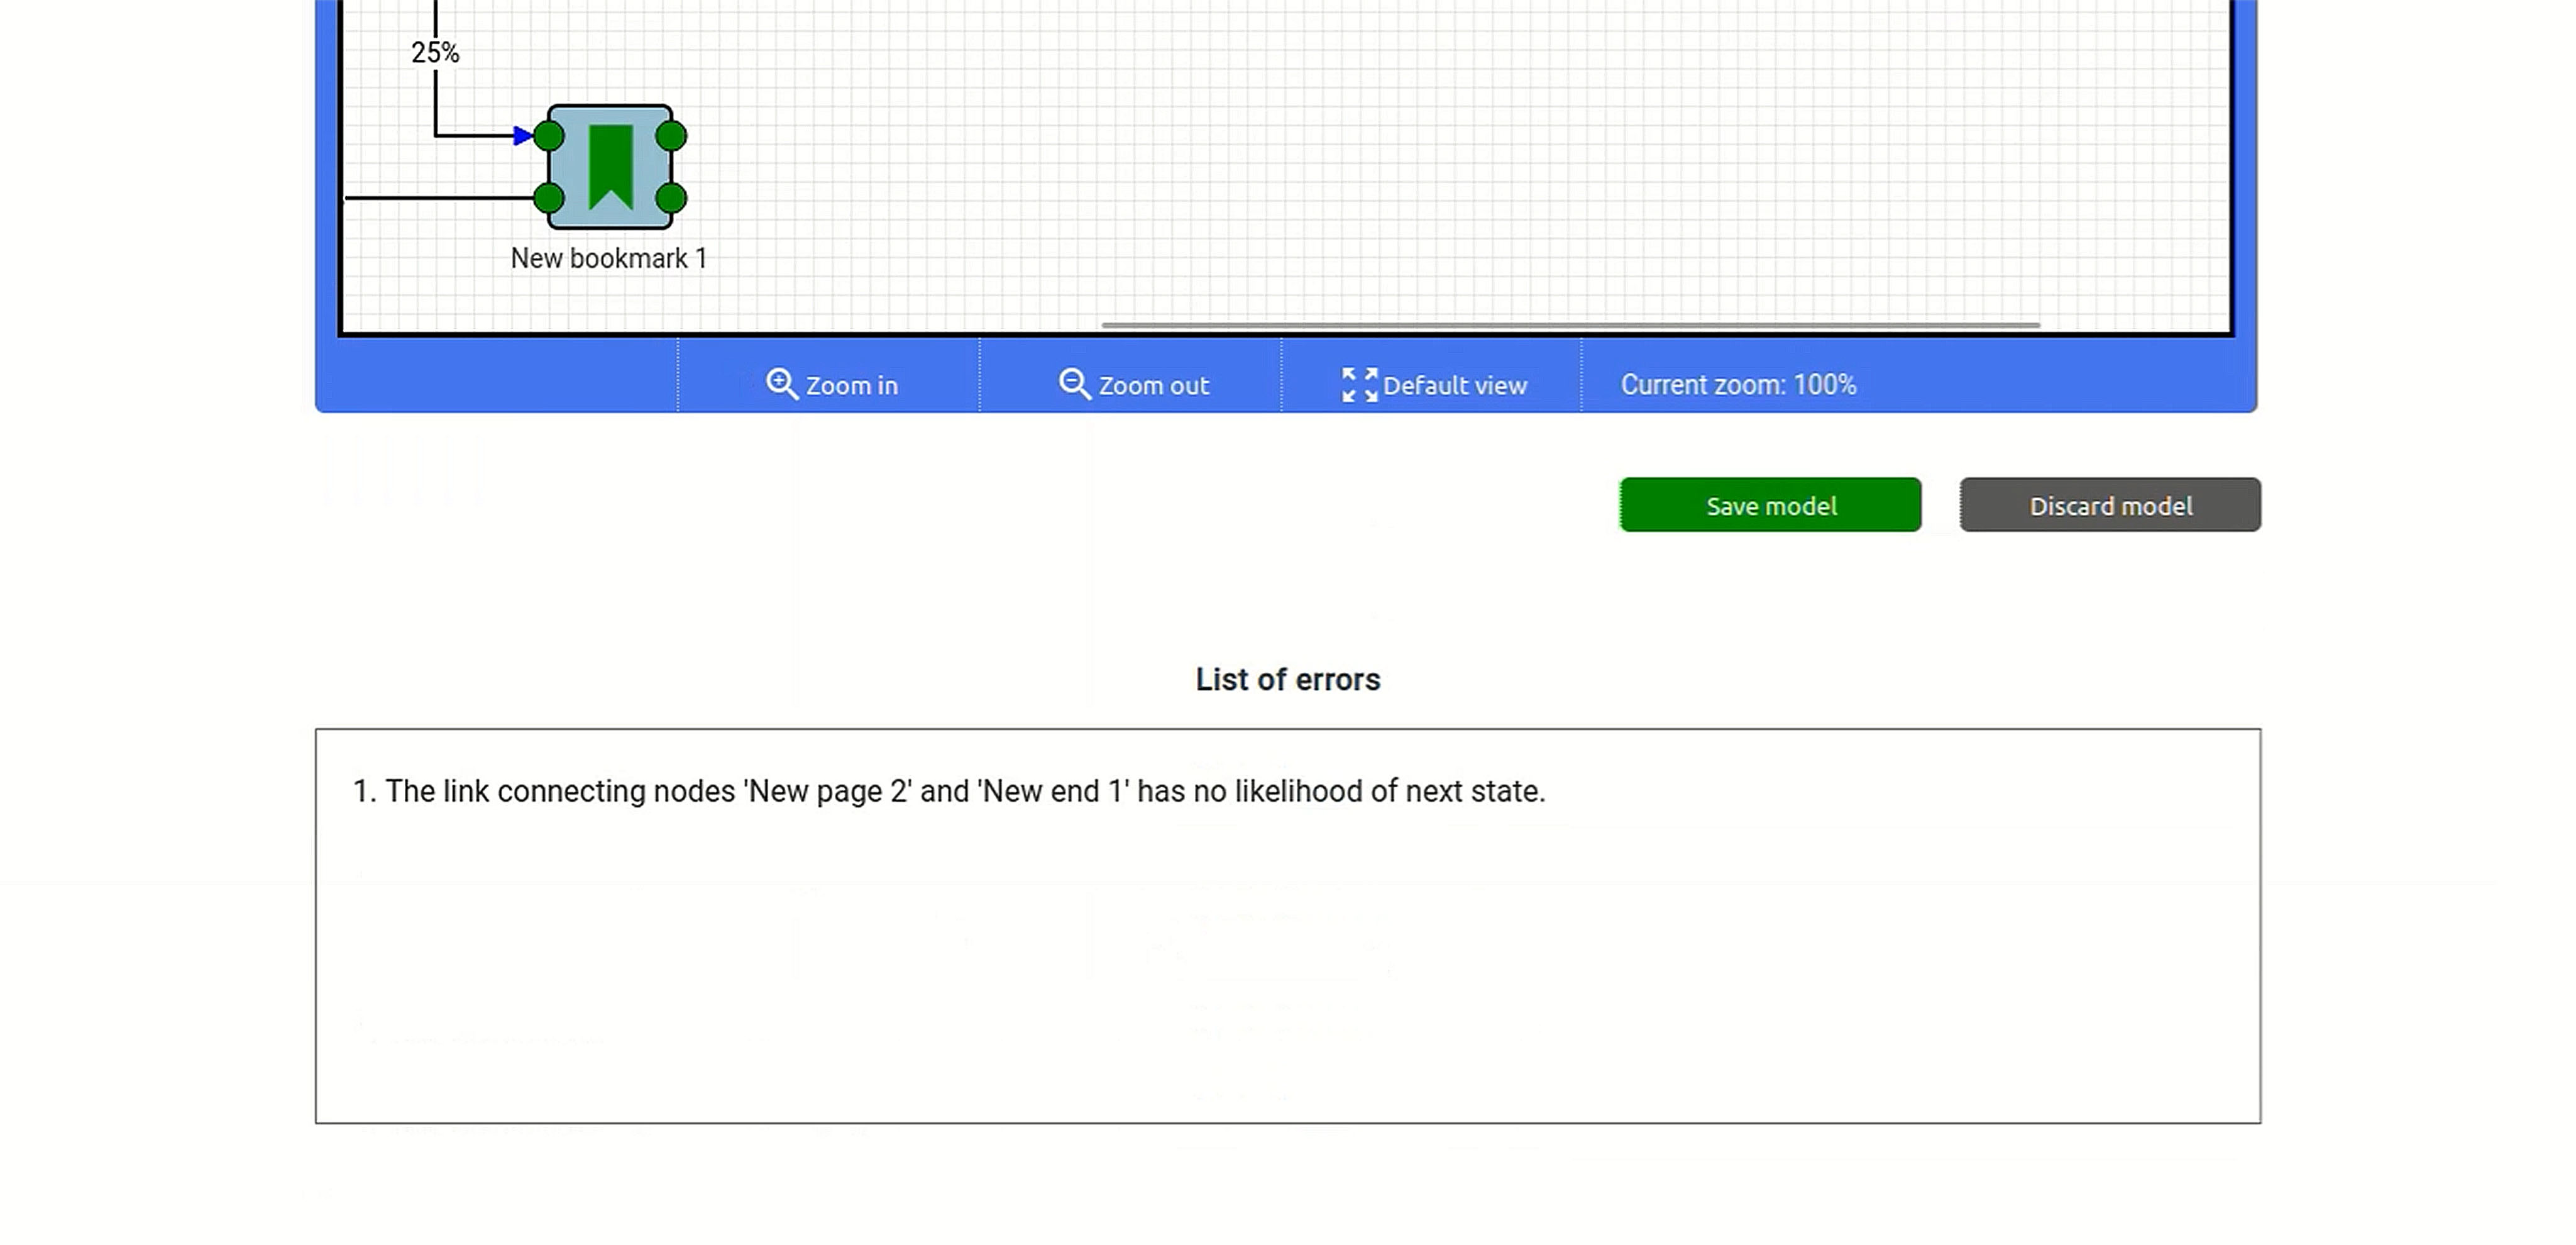 25%
New bookmark 1
Zoom in
Zoom out
Default view
Current zoom: 100%
Save model
Discard model
List of errors
1. The link connecting nodes 'New page 2' and 'New end 1' has no likelihood of next state.